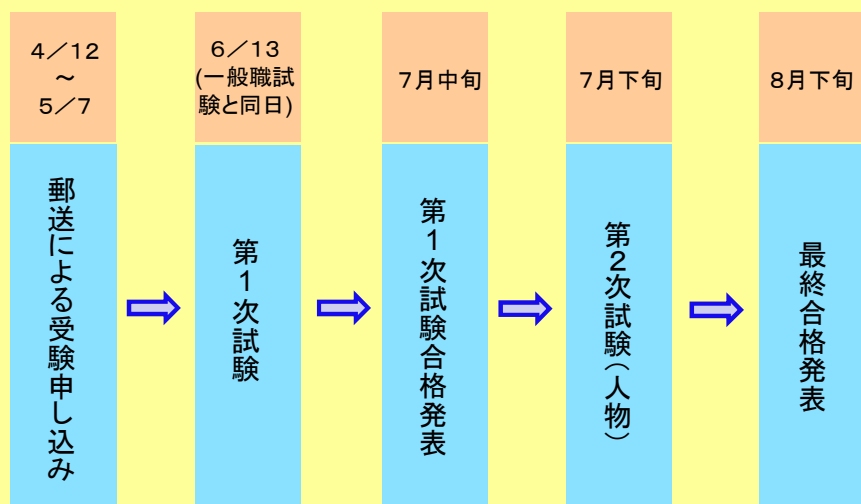 4／12
～
5／7
郵送による受験申し込み
6／13
(一般職試
験と同日)
第1次試験
7月中旬
第1次試験合格発表
7月下旬
第2次試験（人物）
8月下旬
最終合格発表